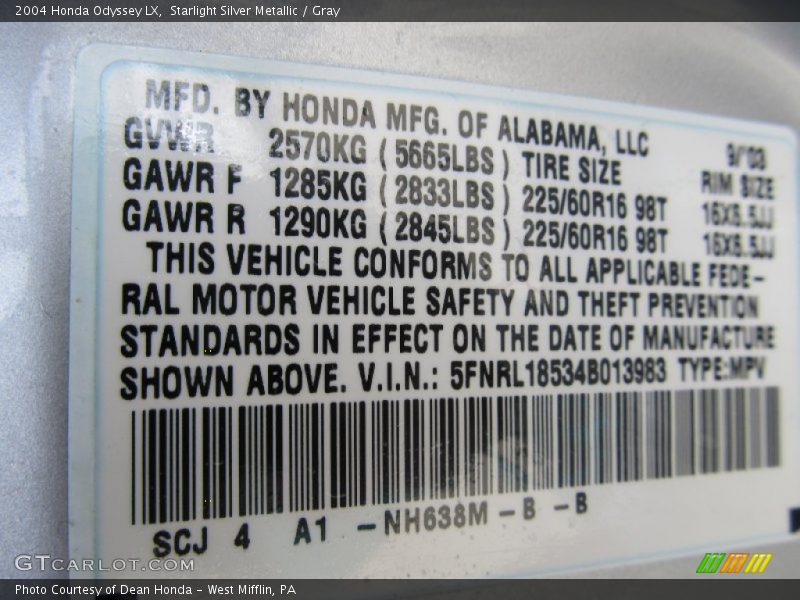 2004 Honda Odyssey LX,  Starlight Silver Metallic / Gray
MFD. BY HONDA MFG. OF ALABAMA, LLC 9/'03
GVWR 2570KG ( 5665LBS ) TIRE SIZE RIM SIZE
GAWR F 1285KG ( 2833LBS ) 225/60R16 98T 16X6.5JJ
GAWR R 1290KG ( 2845LBS ) 225/60R16 98T 16X6.5JJ
THIS VEHICLE CONFORMS TO ALL APPLICABLE FEDE-
RAL MOTOR VEHICLE SAFETY AND THEFT PREVENTION
STANDARDS IN EFFECT ON THE DATE OF MANUFACTURE
SHOWN ABOVE. V.I.N.: 5FNRL18534B013983 TYPE:MPV
SCJ 4 A1 -NH638M-B -B
GTCARLOT.COM
Photo Courtesy of Dean Honda - West Mifflin, PA